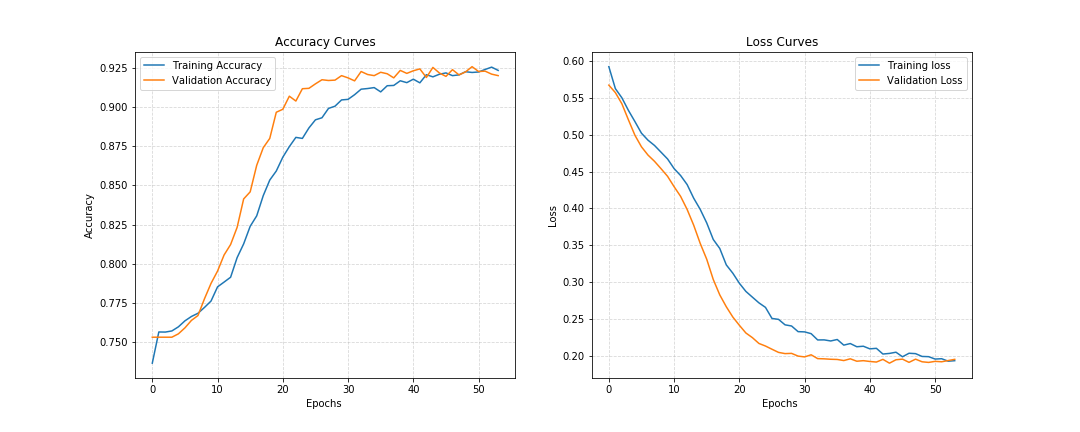 Accuracy Curves
Training Accuracy
Validation Accuracy
0.925
0.900
0.875
0.850
0.825
0.800
0.775
0.750
Accuracy
0 10 20 30 40 50
Epochs
Loss Curves
Training loss
Validation Loss
0.60
0.55
0.50
0.45
0.40
0.35
0.30
0.25
0.20
Loss
0 10 20 30 40 50
Epochs